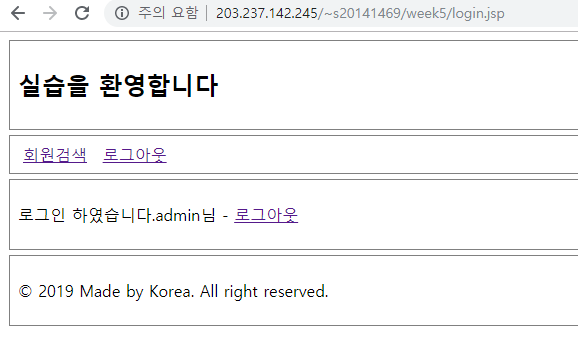 주의 요함 203.237.142.245/~s20141469/week5/login.jsp
실습을 환영합니다
회원검색 로그아웃
로그인 하였습니다.admin님 - 로그아웃
© 2019 Made by Korea. All right reserved.